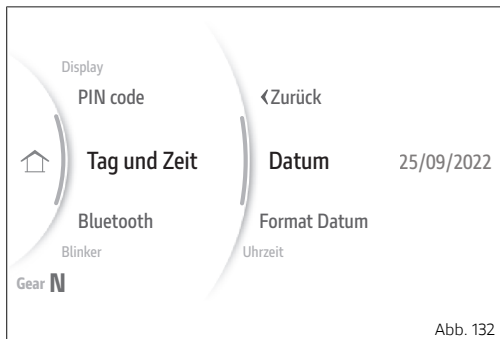 Display
PIN code
‹Zurück
Tag und Zeit
Datum
25/09/2022
Bluetooth
Format Datum
Blinker
Uhrzeit
Gear N
Abb. 132